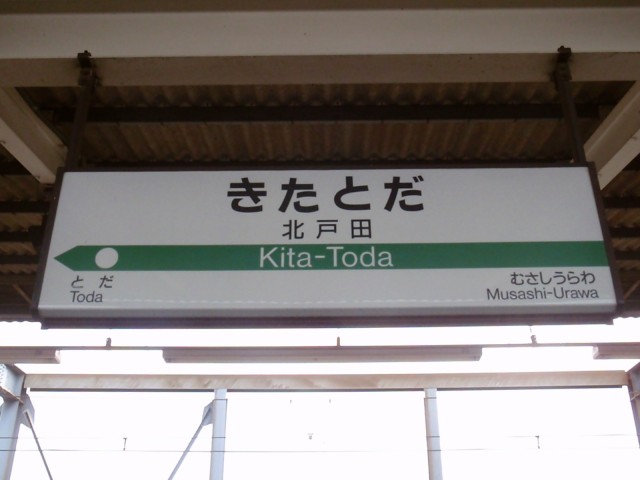 きたとだ
北戸田
Kita-Toda
とだ
Toda
むさしうらわ
Musashi-Urawa